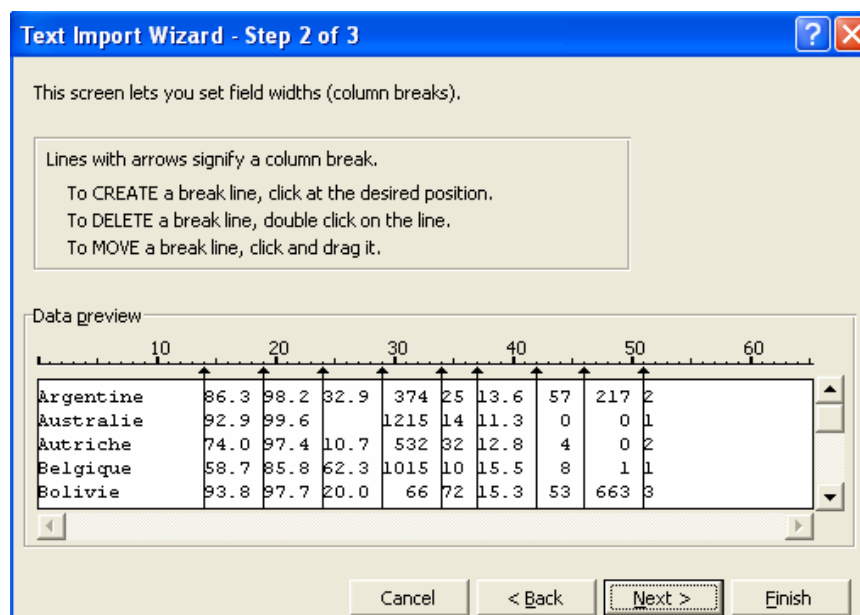 Text Import Wizard - Step 2 of 3
This screen lets you set field widths (column breaks).
Lines with arrows signify a column break.
To CREATE a break line, click at the desired position.
To DELETE a break line, double click on the line.
To MOVE a break line, click and drag it.
Data preview
10 20 30 40 50 60
Argentine 86.3 98.2 32.9 374 25 13.6 57 217 2
Australie 92.9 99.6 1215 14 11.3 0 0 1
Autriche 74.0 97.4 10.7 532 32 12.8 4 0 2
Belgique 58.7 85.8 62.3 1015 10 15.5 8 1 1
Bolivie 93.8 97.7 20.0 66 72 15.3 53 663 3
Cancel < Back Next > Finish